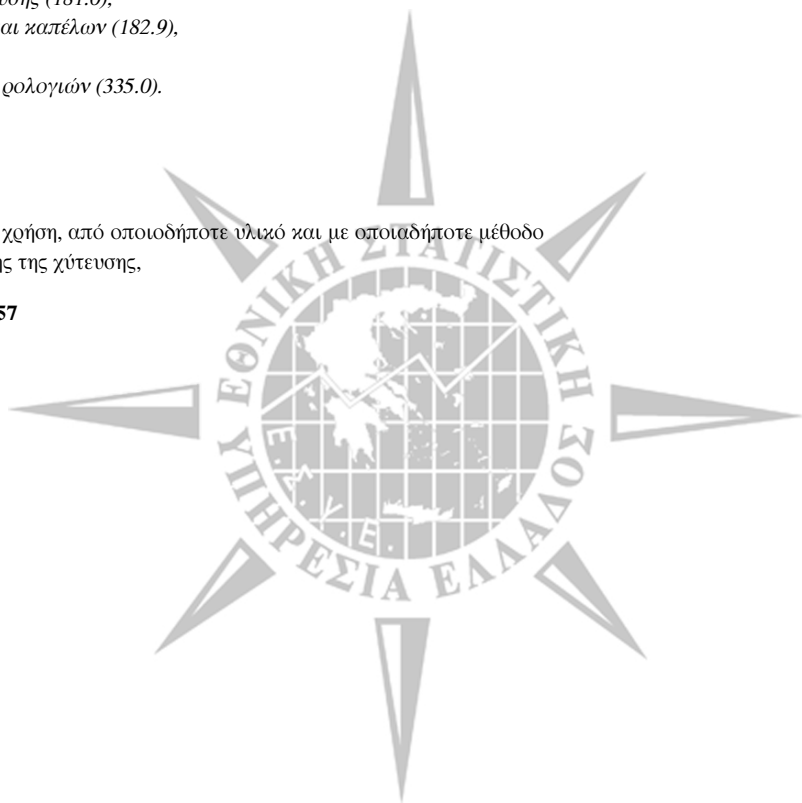 αι καπέλων (182.9),
ρολογιών (335.0).
χρήση, από οποιοδήποτε υλικό και με οποιαδήποτε μέθοδο
ης της χύτευσης,
57
ΕΘΝΙΚΗ ΣΤΑΤΙΣΤΙΚΗ
ΥΠΗΡΕΣΙΑ ΕΛΛΑΔΟΣ
Ε.Σ.Υ.Ε.